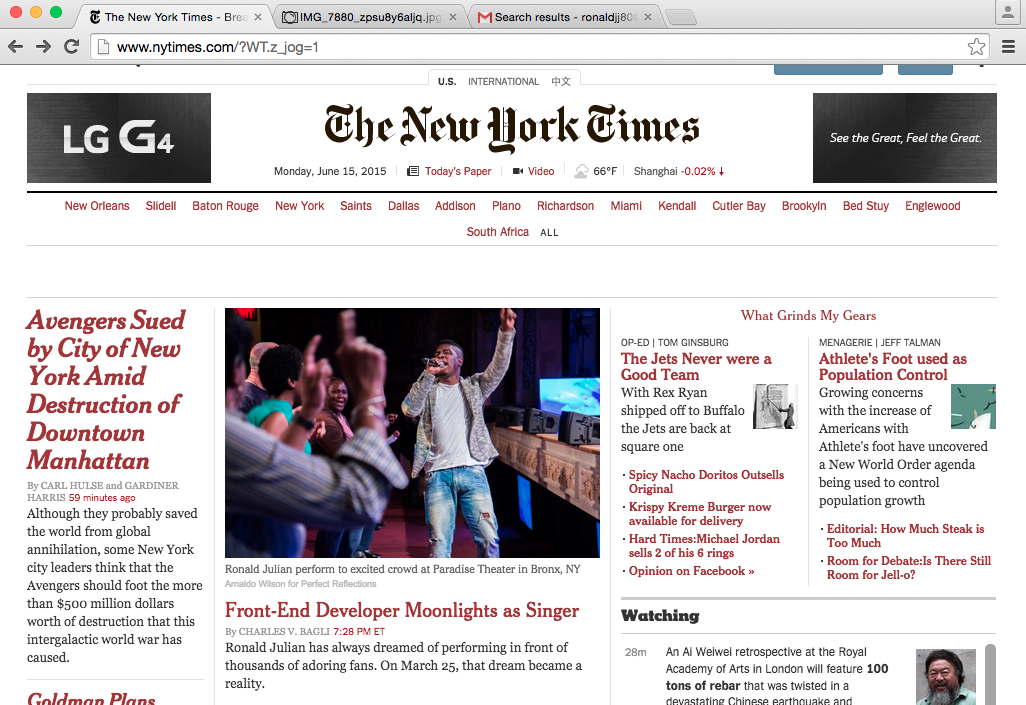 The New York Times - Brea
IMG_7880_zpsu8y6aljq.jpg
Search results - ronaldjj80
www.nytimes.com/?WT.z_jog=1
U.S. INTERNATIONAL 中文
LG G4
The New York Times
See the Great, Feel the Great.
Monday, June 15, 2015 Today's Paper Video 66°F Shanghai -0.02%↓
New Orleans Slidell Baton Rouge New York Saints Dallas Addison Plano Richardson Miami Kendall Cutler Bay Brookyln Bed Stuy Englewood
South Africa ALL
Avengers Sued
by City of New
York Amid
Destruction of
Downtown
Manhattan
By CARL HULSE and GARDINER
HARRIS 59 minutes ago
Although they probably saved
the world from global
annihilation, some New York
city leaders think that the
Avengers should foot the more
than $500 million dollars
worth of destruction that this
intergalactic world war has
caused.
Goldman Plans
Ronald Julian perform to excited crowd at Paradise Theater in Bronx, NY
Arnaldo Wilson for Perfect Reflections
Front-End Developer Moonlights as Singer
By CHARLES V. BAGLI 7:28 PM ET
Ronald Julian has always dreamed of performing in front of
thousands of adoring fans. On March 25, that dream became a
reality.
What Grinds My Gears
OP-ED | TOM GINSBURG
The Jets Never were a
Good Team
With Rex Ryan
shipped off to Buffalo
the Jets are back at
square one
· Spicy Nacho Doritos Outsells
Original
· Krispy Kreme Burger now
available for delivery
· Hard Times:Michael Jordan
sells 2 of his 6 rings
· Opinion on Facebook »
MENAGERIE | JEFF TALMAN
Athlete's Foot used as
Population Control
Growing concerns
with the increase of
Americans with
Athlete's foot have uncovered
a New World Order agenda
being used to control
population growth
· Editorial: How Much Steak is
Too Much
· Room for Debate:Is There Still
Room for Jell-o?
Watching
28m
An Ai Weiwei retrospective at the Royal
Academy of Arts in London will feature 100
tons of rebar that was twisted in a
devastating Chinese earthquake and